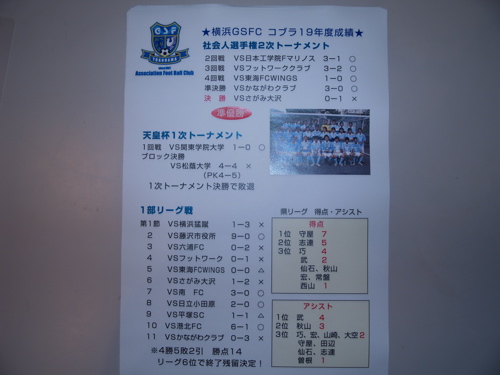 GSF
YOKOHAMA
Association Foot Ball Club
★横浜GSFC コブラ19年度成績★
社会人選手権2次トーナメント
2回戦 VS日本工学院Fマリノス 3−1 ○
3回戦 VSフットワーククラブ 3−2 ○
4回戦 VS東海FCWINGS 1−0 ○
準決勝 VSかながわクラブ 3−0 ○
決 勝 VSさがみ大沢 0−1 ×
準優勝
天皇杯1次トーナメント
1回戦 VS関東学院大学 1−0 ○
ブロック決勝
VS松蔭大学 4−4 ×
(PK4−5)
1次トーナメント決勝で敗退
1部リーグ戦
第1節 VS横浜猛蹴 1−3 ×
2 VS藤沢市役所 9−0 ○
3 VS六浦FC 0−2 ×
4 VSフットワーク 0−1 ×
5 VS東海FCWINGS 0−0 △
6 VSさがみ大沢 1−2 ×
7 VS南 FC 3−0 ○
8 VS日立小田原 2−0 ○
9 VS平塚SC 1−1 △
10 VS港北FC 6−1 ○
11 VSかながわクラブ 0−3 ×
※4勝5敗2引 勝点14
リーグ6位で終了残留決定!
県リーグ 得点・アシスト
得点
1位 守屋 7
2位 志連 5
3位 巧 4
武 2
仙石、秋山
宏、常盤
西山 1
アシスト
1位 武 4
2位 秋山 3
3位 巧、宏、山崎、大空 2
守屋、田辺
仙石、志連
曽根 1